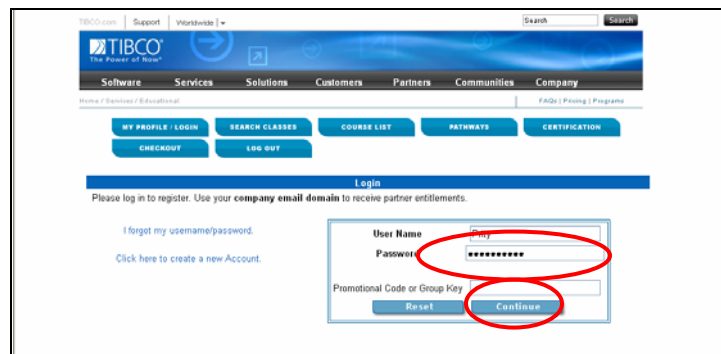 TIBCO.com Support Worldwide Search Search
TIBCO
The Power of Now®
Software Services Solutions Customers Partners Communities Company
Home / Services / Educational FAQs | Pricing | Programs
MY PROFILE / LOGIN SEARCH CLASSES COURSE LIST PATHWAYS CERTIFICATION
CHECKOUT LOG OUT
Login
Please log in to register. Use your company email domain to receive partner entitlements.
I forgot my username/password.
User Name
Password ••••••••••
Click here to create a new Account.
Promotional Code or Group Key
Reset Continue